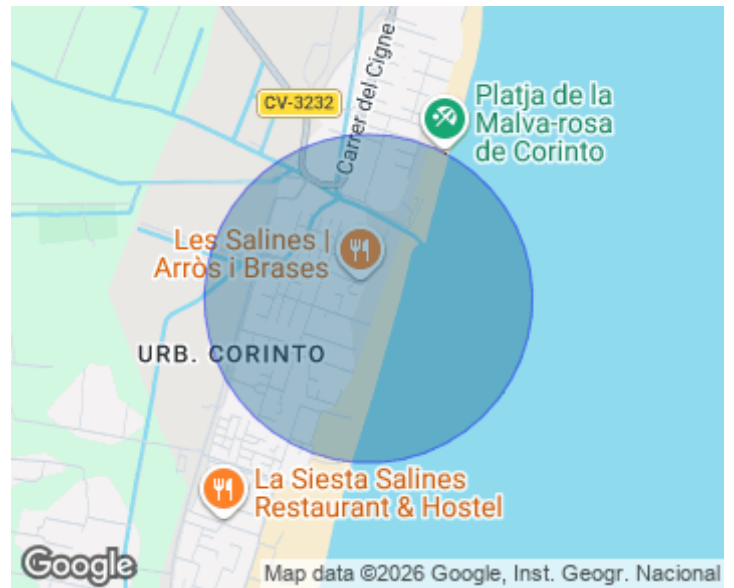 CV-3232
Carrer del Cigne
Platja de la
Malva-rosa
de Corinto
Les Salines |
Arròs i Brases
URB. CORINTO
La Siesta Salines
Restaurant & Hostel
Google
Map data ©2026 Google, Inst. Geogr. Nacional